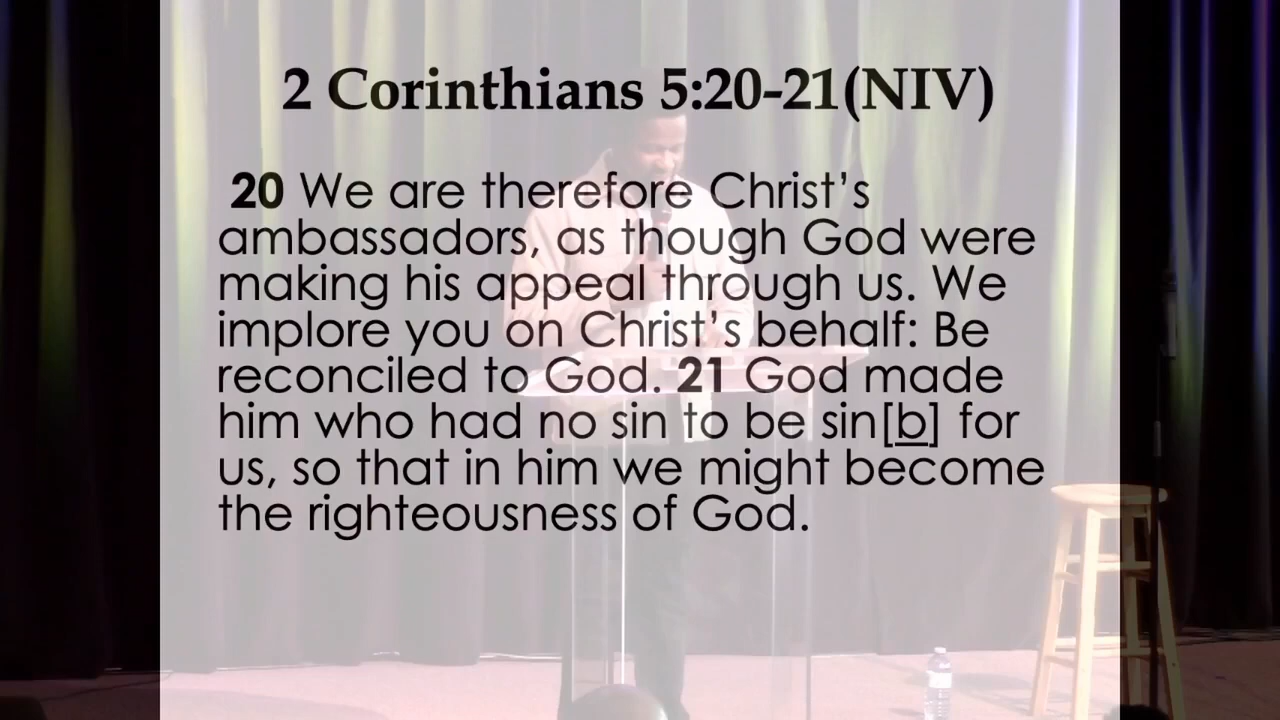 2 Corinthians 5:20-21(NIV)
20 We are therefore Christ’s
ambassadors, as though God were
making his appeal through us. We
implore you on Christ’s behalf: Be
reconciled to God. 21 God made
him who had no sin to be sin[b] for
us, so that in him we might become
the righteousness of God.